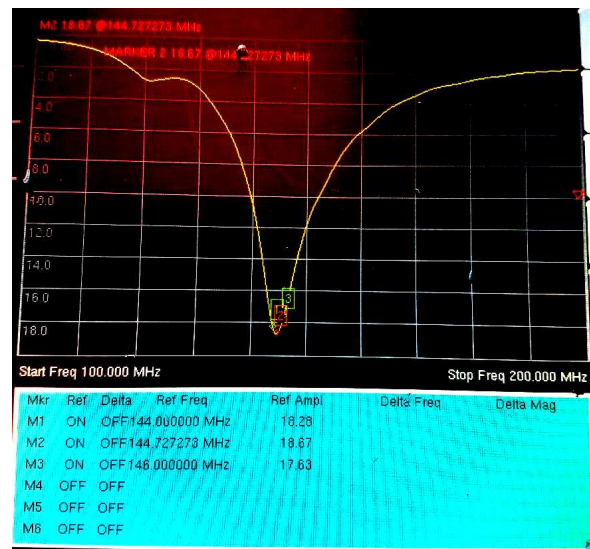 M2 18.67 @144.727273 MHz
MARKER 2 18.67 @144.727273 MHz
2.0
4.0
6.0
8.0
10.0
12.0
14.0
16.0
18.0
2
3
Start Freq 100.000 MHz
Stop Freq 200.000 MHz
Mkr Ref Delta Ref Freq Ref Ampl Delta Freq Delta Mag
M1 ON OFF 144.000000 MHz 18.28
M2 ON OFF 144.727273 MHz 18.67
M3 ON OFF 146.000000 MHz 17.63
M4 OFF OFF
M5 OFF OFF
M6 OFF OFF